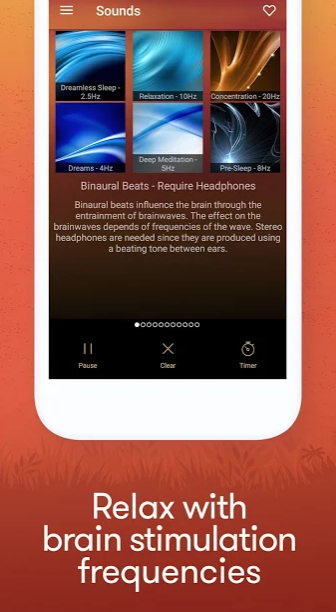 Sounds
Dreamless Sleep -
2.5Hz
Relaxation - 10Hz
Concentration - 20Hz
Dreams - 4Hz
Deep Meditation -
5Hz
Pre-Sleep - 8Hz
Binaural Beats - Require Headphones
Binaural beats influence the brain through the
entrainment of brainwaves. The effect on the
brainwaves depends of frequencies of the wave. Stereo
headphones are needed since they are produced using
a beating tone between ears.
Pause
Clear
Timer
Relax with
brain stimulation
frequencies